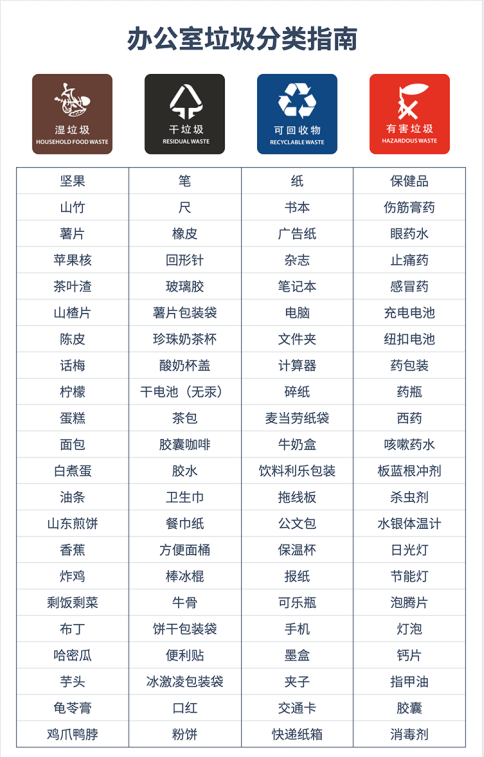 办公室垃圾分类指南
湿垃圾 干垃圾 可回收物 有害垃圾
HOUSEHOLD FOOD WASTE RESIDUAL WASTE RECYCLABLE WASTE HAZARDOUS WASTE
坚果 笔 纸 保健品
山竹 尺 书本 伤筋膏药
薯片 橡皮 广告纸 眼药水
苹果核 回形针 杂志 止痛药
茶叶渣 玻璃胶 笔记本 感冒药
山楂片 薯片包装袋 电脑 充电电池
陈皮 珍珠奶茶杯 文件夹 纽扣电池
话梅 酸奶杯盖 计算器 药包装
柠檬 干电池（无汞） 碎纸 药瓶
蛋糕 茶包 麦当劳纸袋 西药
面包 胶囊咖啡 牛奶盒 咳嗽药水
白煮蛋 胶水 饮料利乐包装 板蓝根冲剂
油条 卫生巾 拖线板 杀虫剂
山东煎饼 餐巾纸 公文包 水银体温计
香蕉 方便面桶 保温杯 日光灯
炸鸡 棒冰棍 报纸 节能灯
剩饭剩菜 牛骨 可乐瓶 泡腾片
布丁 饼干包装袋 手机 灯泡
哈密瓜 便利贴 墨盒 钙片
芋头 冰激凌包装袋 夹子 指甲油
龟苓膏 口红 交通卡 胶囊
鸡爪鸭脖 粉饼 快递纸箱 消毒剂